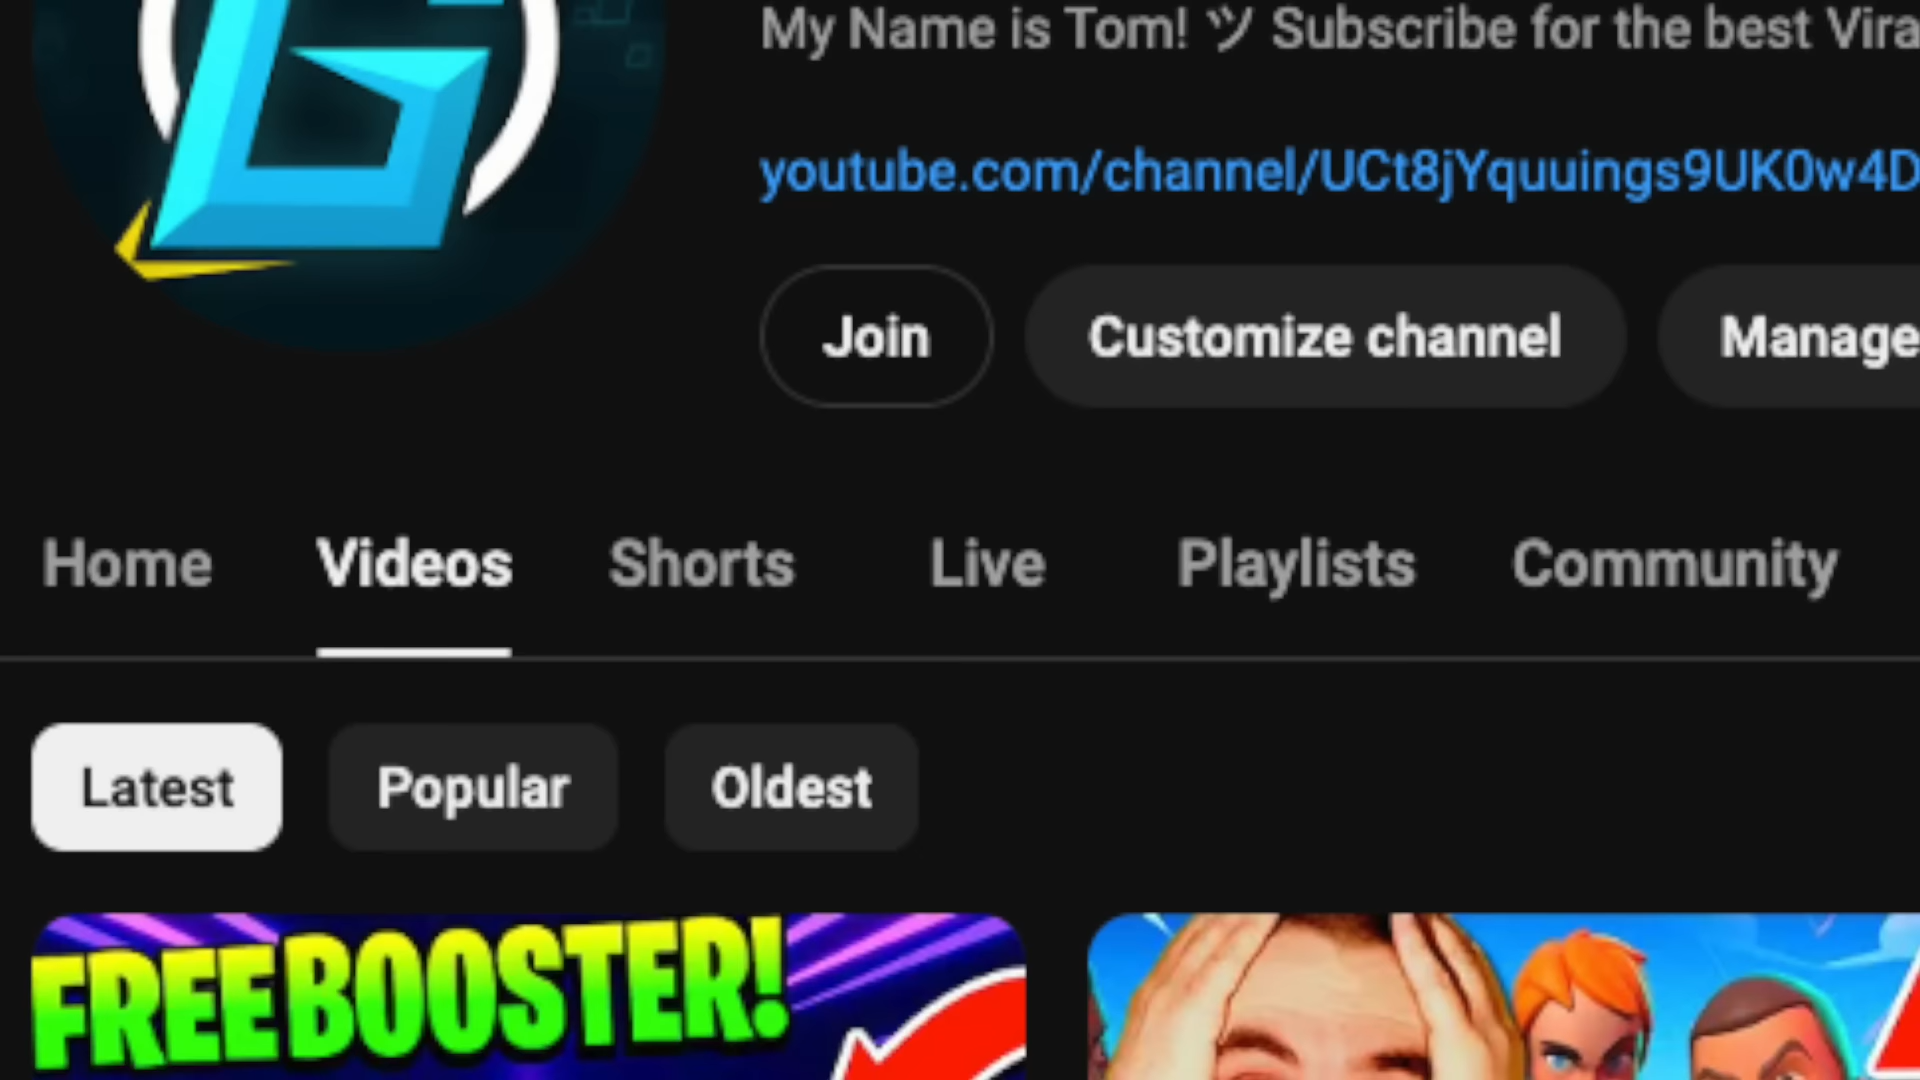 My Name is Tom! ツ Subscribe for the best Vira
youtube.com/channel/UCt8jYquuings9UK0w4D
Join Customize channel Manage
Home Videos Shorts Live Playlists Community
Latest Popular Oldest
FREE BOOSTER!